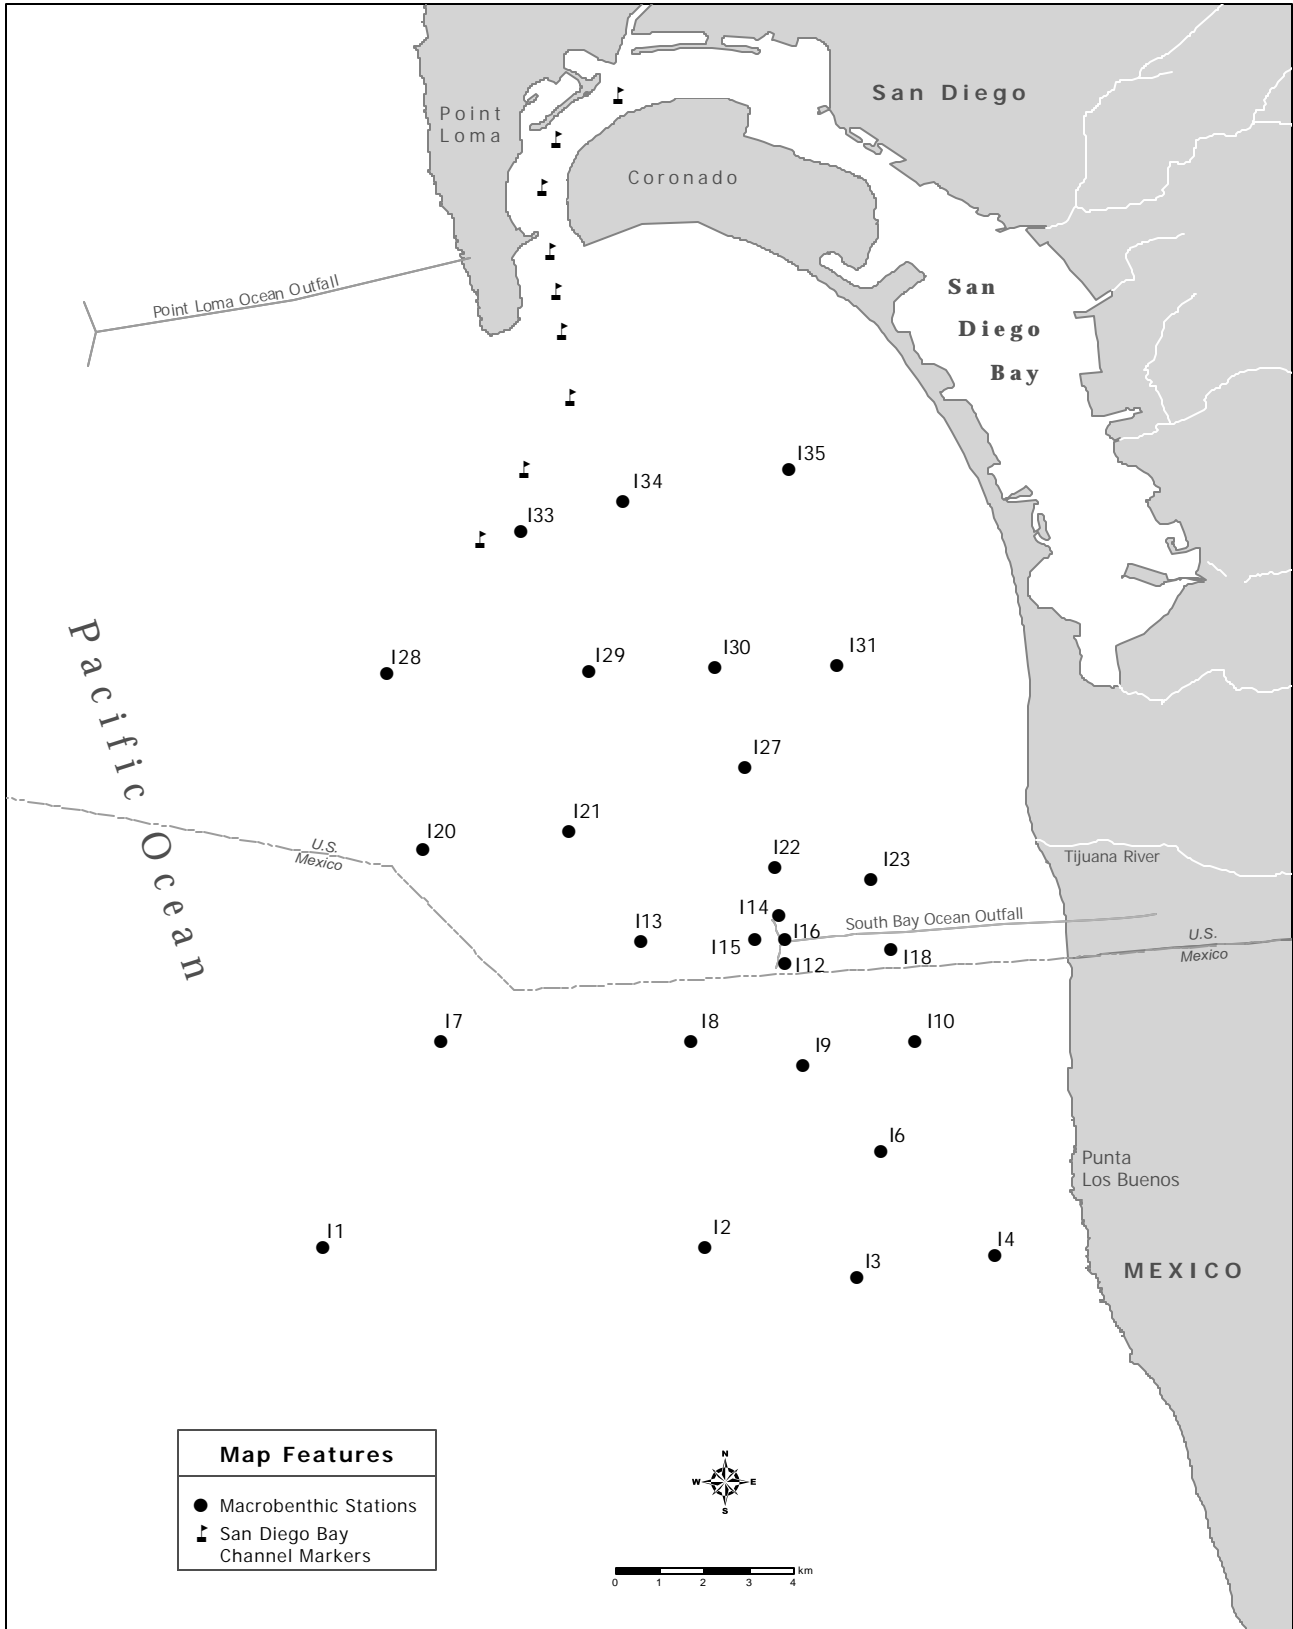 San Diego
Point
Loma
Coronado
San
Diego
Bay
Point Loma Ocean Outfall
I35
I34
I33
Pacific Ocean
I28
I29
I30
I31
I27
I21
I20
U.S.
Mexico
I22
I23
Tijuana River
I14
South Bay Ocean Outfall
I13
I15
I16
I12
I18
U.S.
Mexico
I7
I8
I9
I10
I6
Punta
Los Buenos
I1
I2
I3
I4
MEXICO
Map Features
Macrobenthic Stations
San Diego Bay
Channel Markers
N
W
E
S
km
0 1 2 3 4